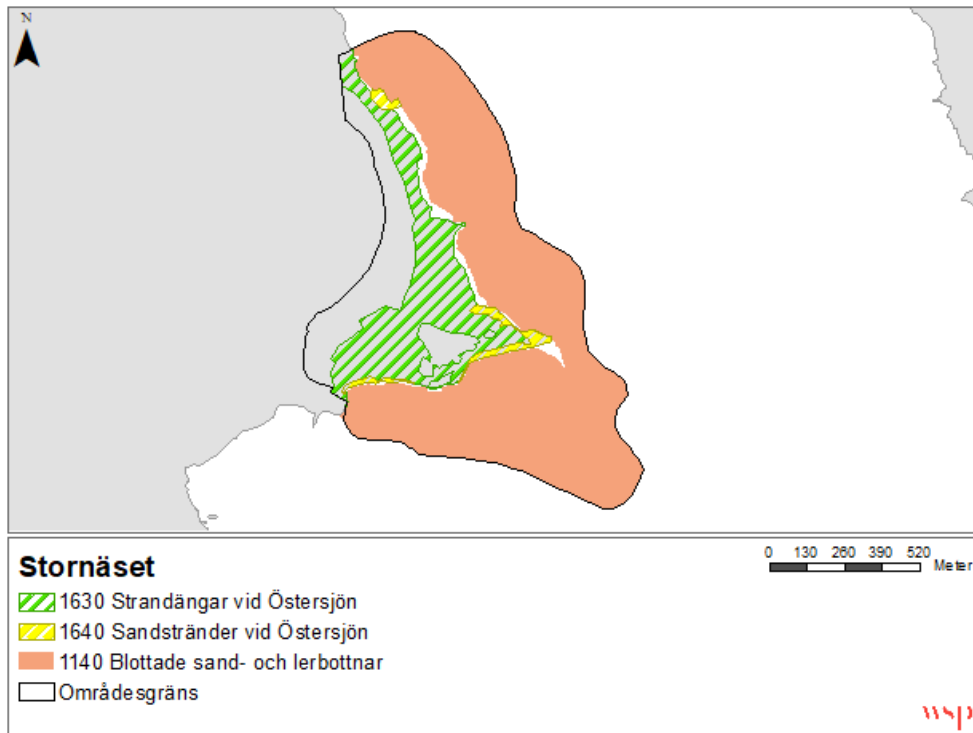 N
Stornäset
1630 Strandängar vid Östersjön
1640 Sandstränder vid Östersjön
1140 Blottade sand- och lerbottnar
Områdesgräns
0 130 260 390 520
Meter
wsp